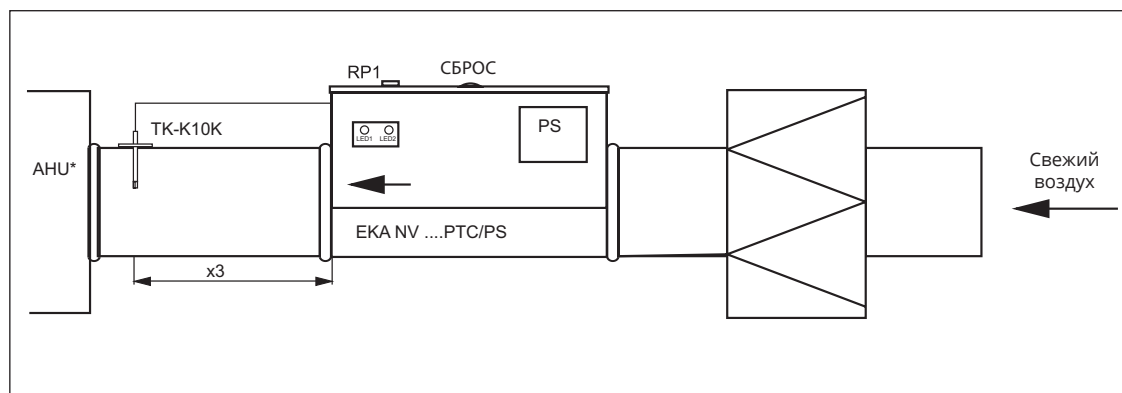 RP1
СБРОС
TK-K10K
LED1 LED2
PS
AHU*
Свежий
воздух
EKA NV ....PTC/PS
x3